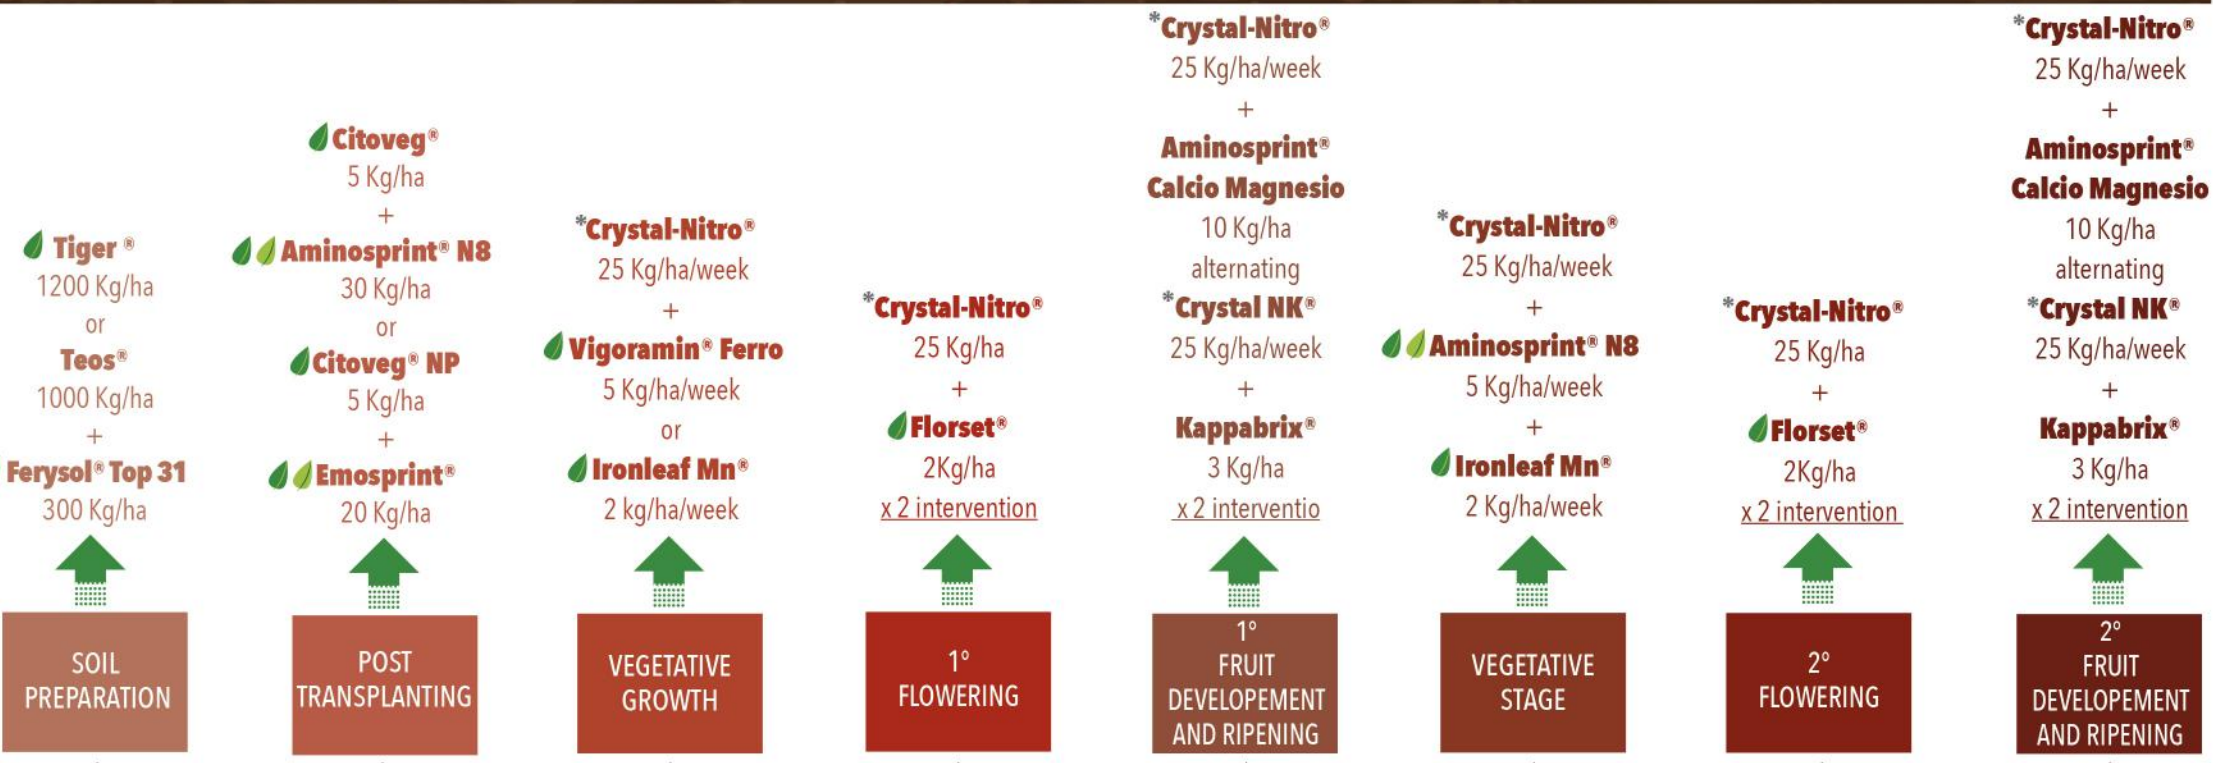 Tiger ®
1200 Kg/ha
or
Teos®
1000 Kg/ha
+
Ferysol® Top 31
300 Kg/ha
SOIL
PREPARATION
Citoveg®
5 Kg/ha
+
Aminosprint® N8
30 Kg/ha
or
Citoveg® NP
5 Kg/ha
+
Emosprint®
20 Kg/ha
POST
TRANSPLANTING
*Crystal-Nitro®
25 Kg/ha/week
+
Vigoramin® Ferro
5 Kg/ha/week
or
Ironleaf Mn®
2 kg/ha/week
VEGETATIVE
GROWTH
*Crystal-Nitro®
25 Kg/ha
+
Florset®
2Kg/ha
x 2 intervention
1°
FLOWERING
*Crystal-Nitro®
25 Kg/ha/week
+
Aminosprint®
Calcio Magnesio
10 Kg/ha
alternating
*Crystal NK®
25 Kg/ha/week
+
Kappabrix®
3 Kg/ha
x 2 interventio
1°
FRUIT
DEVELOPEMENT
AND RIPENING
*Crystal-Nitro®
25 Kg/ha/week
+
Aminosprint® N8
5 Kg/ha/week
+
Ironleaf Mn®
2 Kg/ha/week
VEGETATIVE
STAGE
*Crystal-Nitro®
25 Kg/ha
+
Florset®
2Kg/ha
x 2 intervention
2°
FLOWERING
*Crystal-Nitro®
25 Kg/ha/week
+
Aminosprint®
Calcio Magnesio
10 Kg/ha
alternating
*Crystal NK®
25 Kg/ha/week
+
Kappabrix®
3 Kg/ha
x 2 intervention
2°
FRUIT
DEVELOPEMENT
AND RIPENING